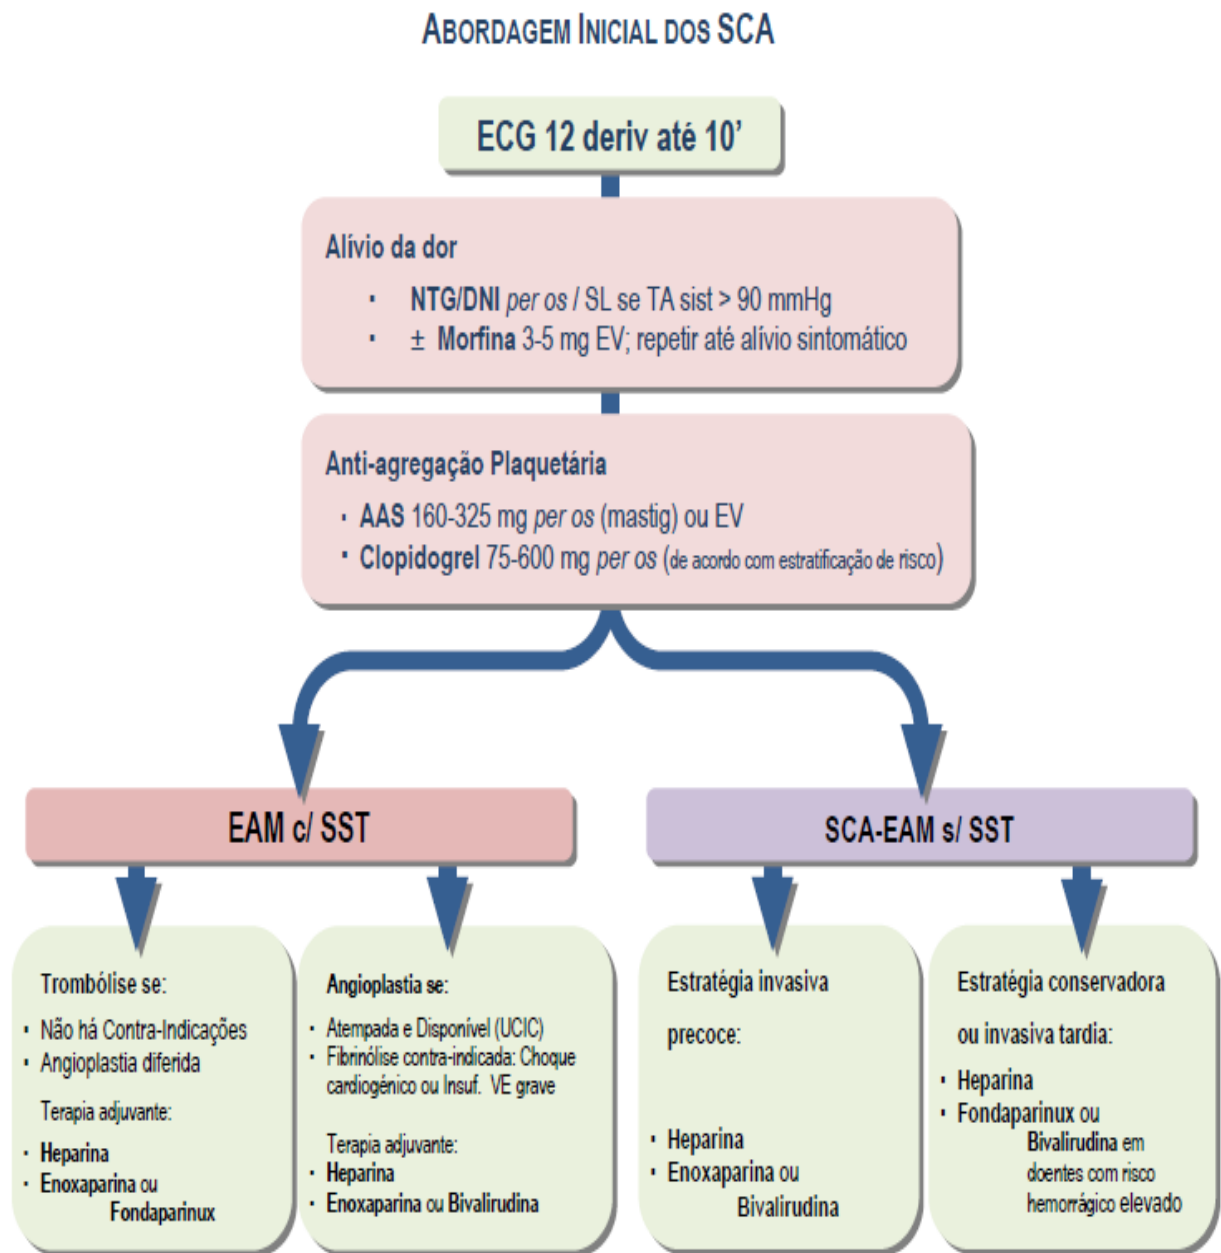 ABORDAGEM INICIAL DOS SCA
ECG 12 deriv até 10’
Alívio da dor
· NTG/DNI per os / SL se TA sist > 90 mmHg
· ± Morfina 3-5 mg EV; repetir até alívio sintomático
Anti-agregação Plaquetária
· AAS 160-325 mg per os (mastig) ou EV
· Clopidogrel 75-600 mg per os (de acordo com estratificação de risco)
EAM c/ SST
SCA-EAM s/ SST
Trombólise se:
· Não há Contra-Indicações
· Angioplastia diferida
Terapia adjuvante:
· Heparina
· Enoxaparina ou
Fondaparinux
Angioplastia se:
· Atempada e Disponível (UCIC)
· Fibrinólise contra-indicada: Choque
cardiogénico ou Insuf. VE grave
Terapia adjuvante:
· Heparina
· Enoxaparina ou Bivalirudina
Estratégia invasiva
precoce:
· Heparina
· Enoxaparina ou
Bivalirudina
Estratégia conservadora
ou invasiva tardia:
· Heparina
· Fondaparinux ou
Bivalirudina em
doentes com risco
hemorrágico elevado